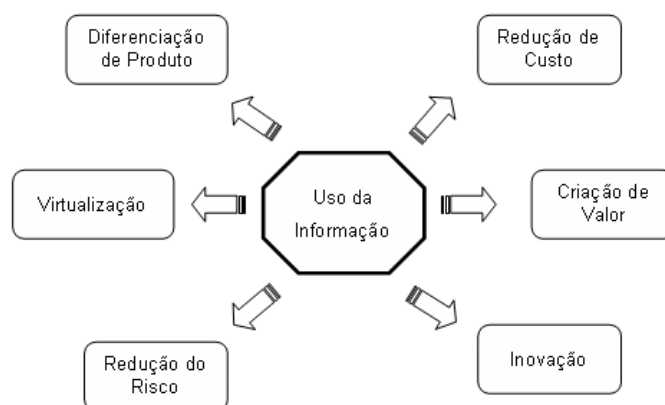 Diferenciação
de Produto
Redução de
Custo
Virtualização
Uso da
Informação
Criação de
Valor
Redução do
Risco
Inovação